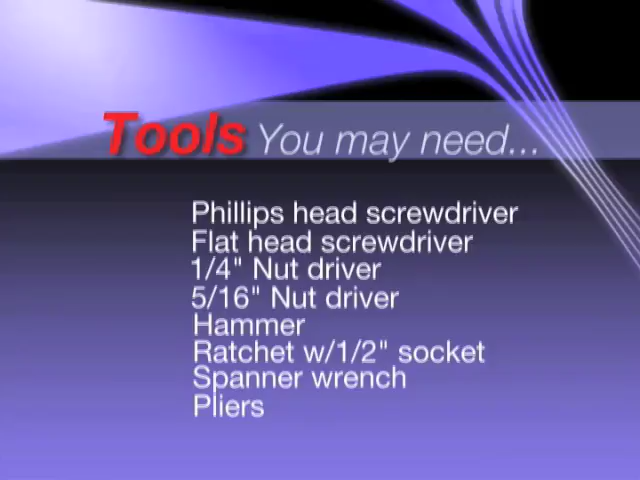 Tools You may need...
Phillips head screwdriver
Flat head screwdriver
1/4" Nut driver
5/16" Nut driver
Hammer
Ratchet w/1/2" socket
Spanner wrench
Pliers